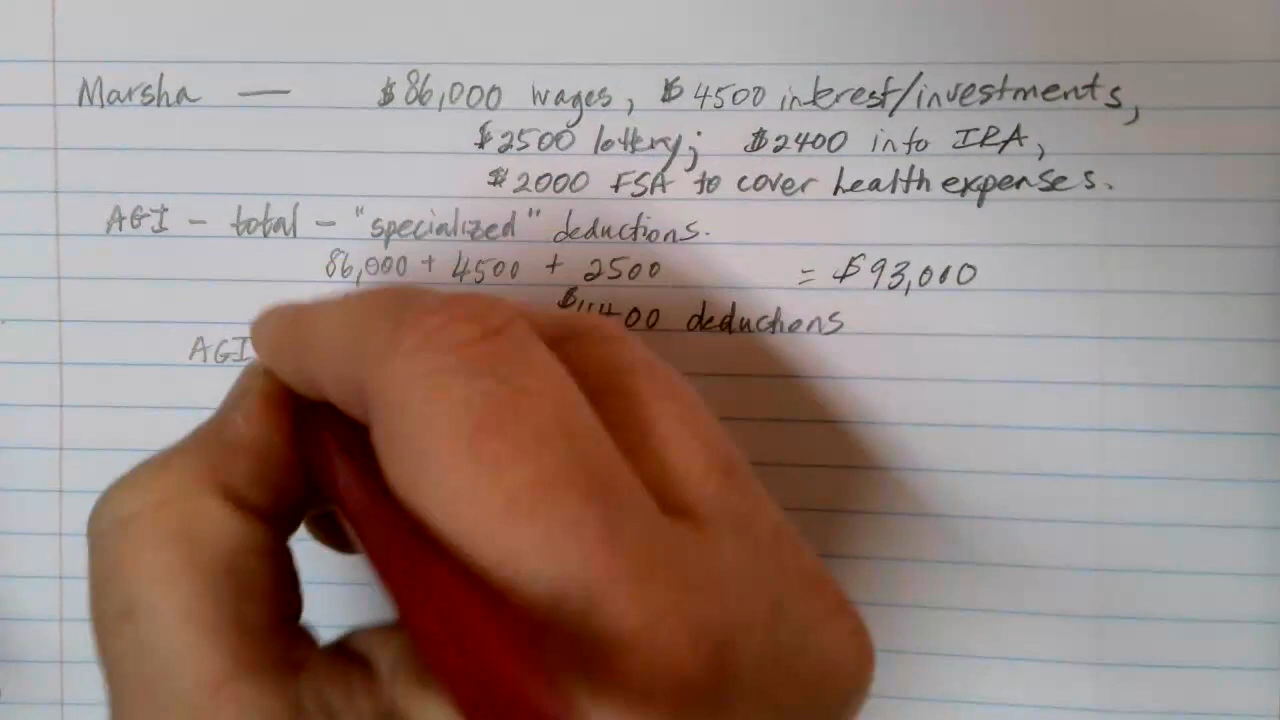 Marsha — $86,000 wages, $4500 interest/investments,
$2500 lottery; $2400 into IRA,
$2000 FSA to cover health expenses.
AGI - total - "specialized" deductions.
86,000 + 4500 + 2500 = $93,000
deductions
AGI